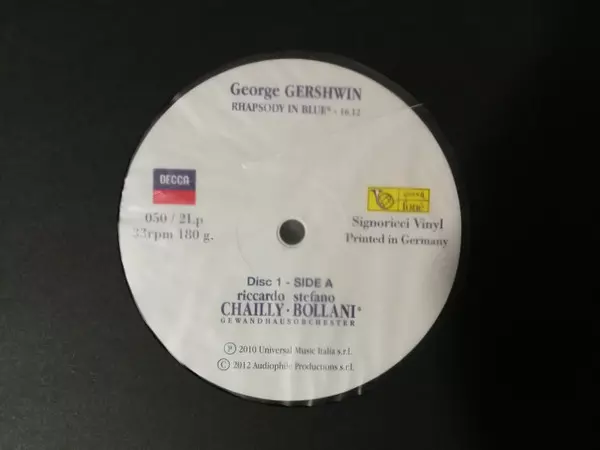 George GERSHWIN
RHAPSODY IN BLUE* - 16.12
DECCA
fonè
050 / 2Lp
33rpm 180 g.
Signoricci Vinyl
Printed in Germany
Disc 1 - SIDE A
riccardo stefano
CHAILLY · BOLLANI*
GEWANDHAUSORCHESTER
Ⓟ 2010 Universal Music Italia s.r.l.
© 2012 Audiophile Productions s.r.l.